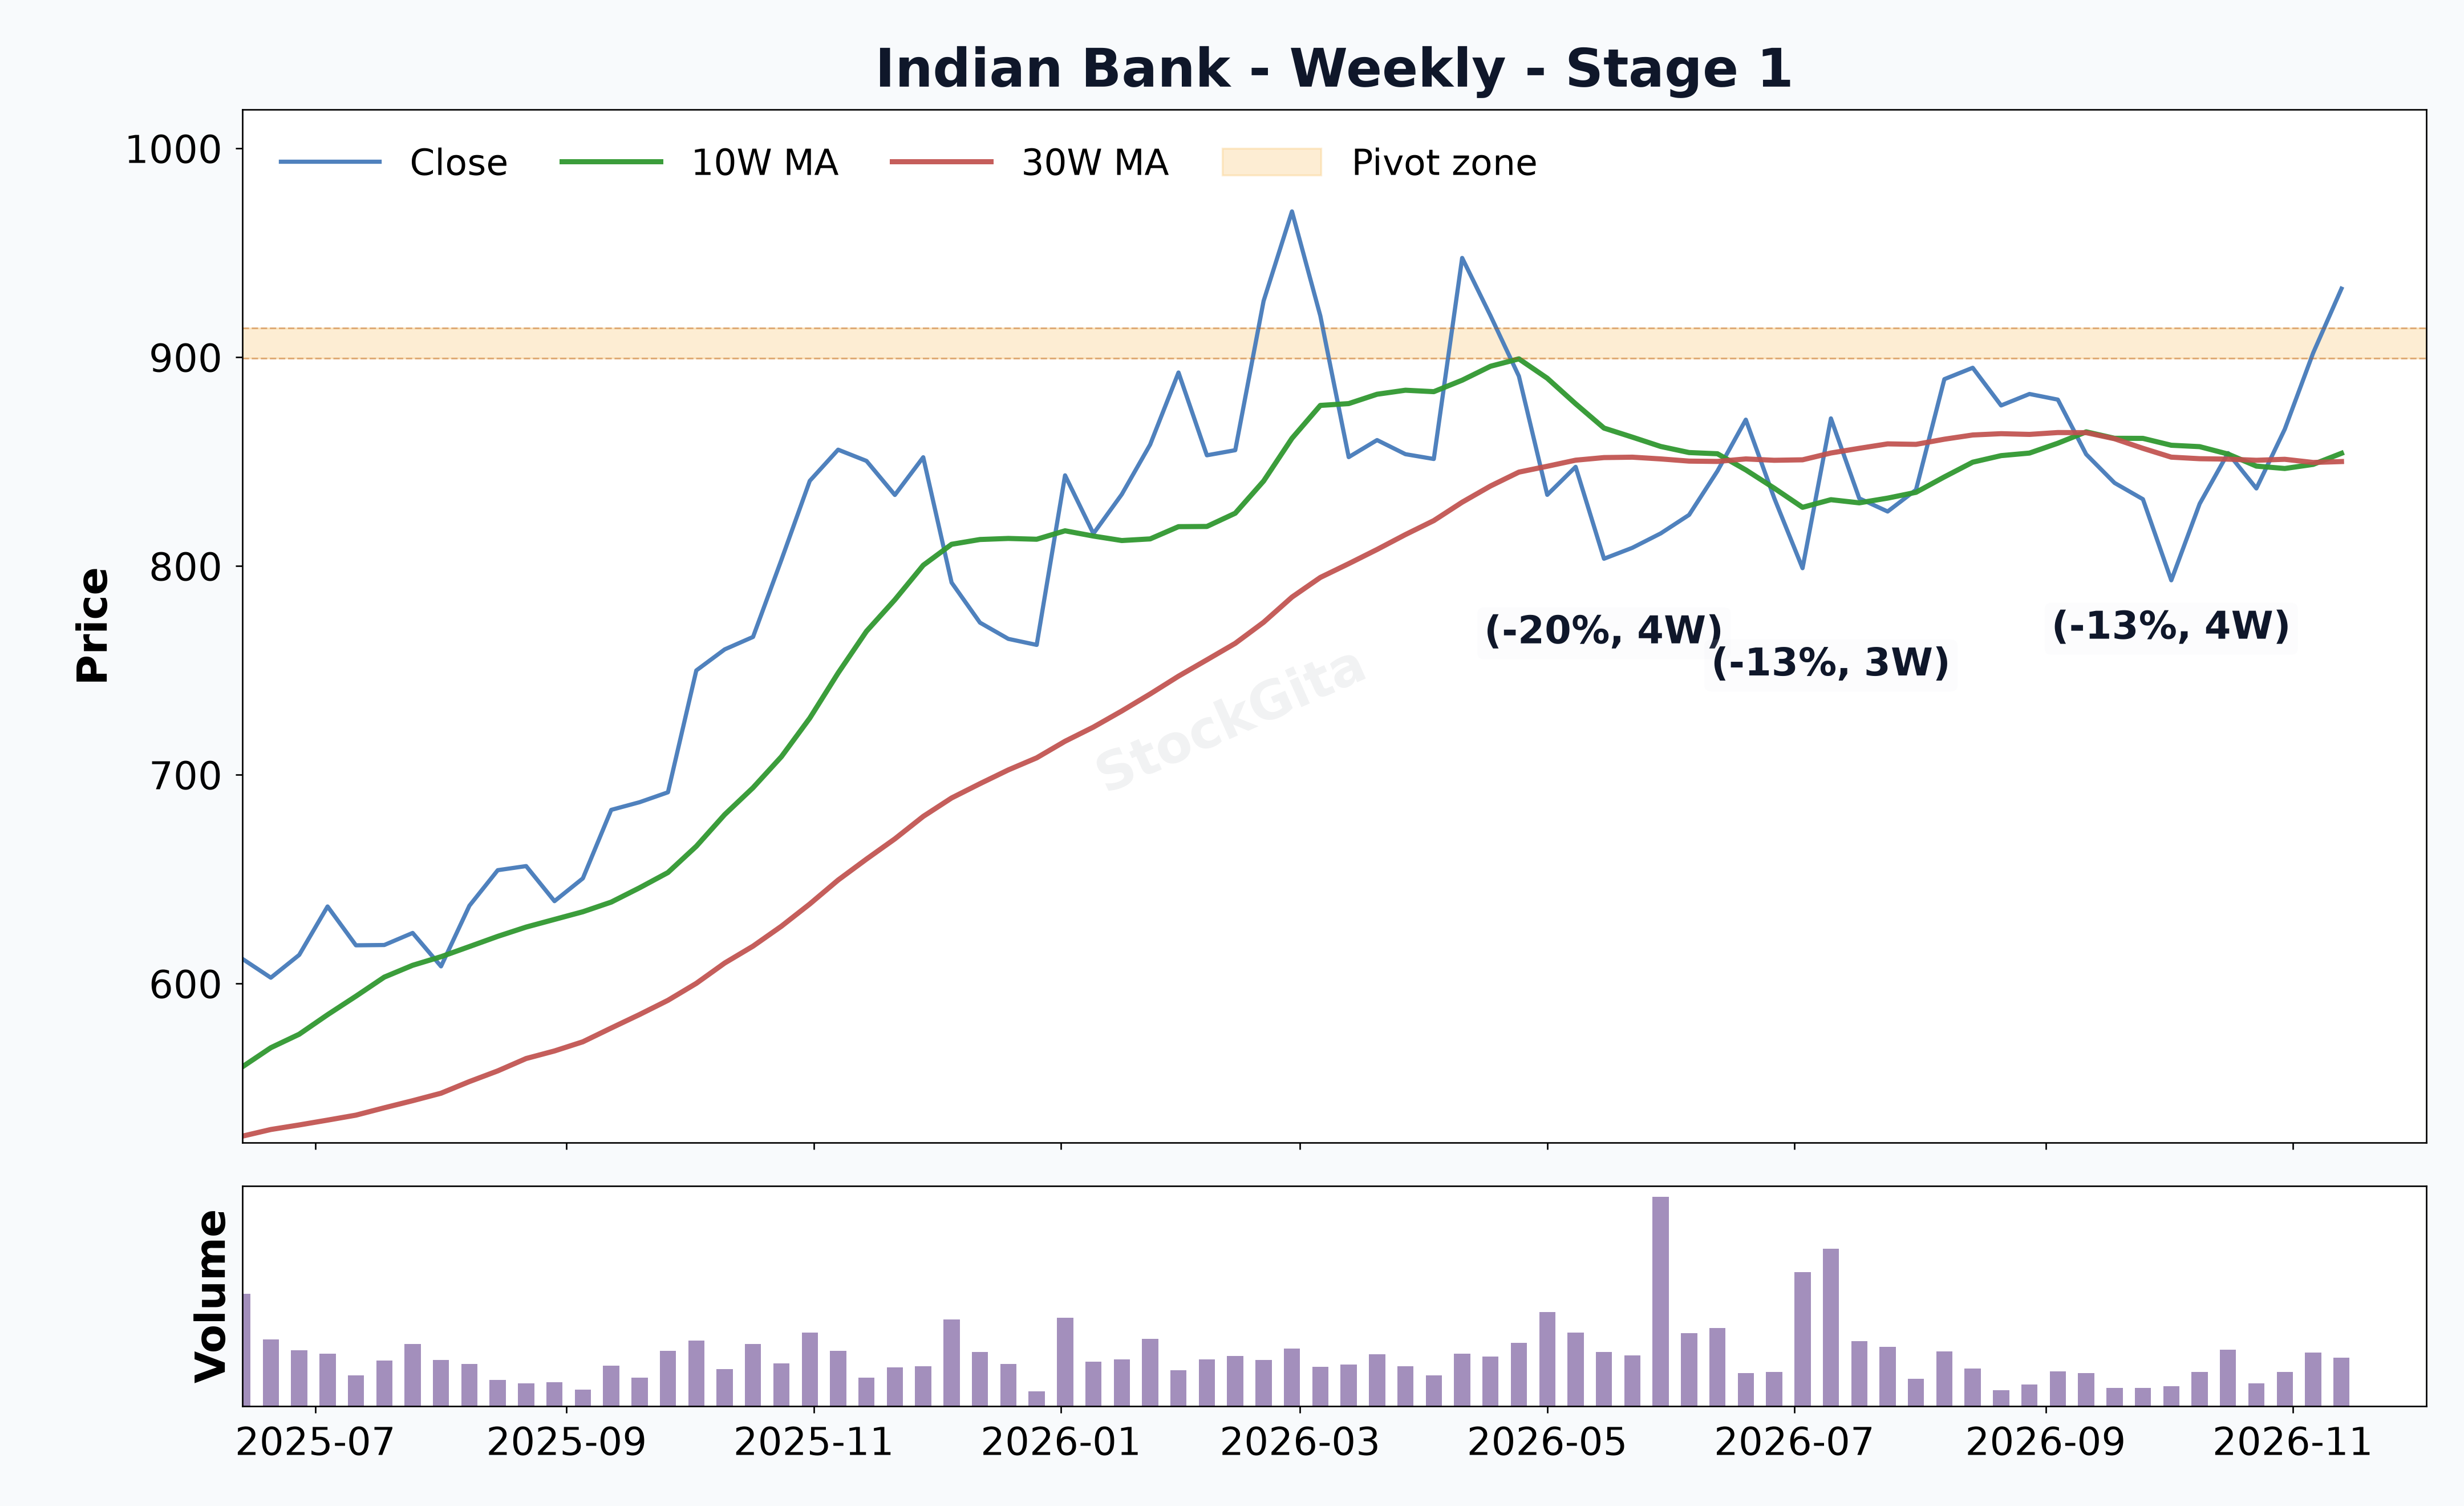 Indian Bank - Weekly - Stage 1
Close 10W MA 30W MA Pivot zone
1000
900
800
700
600
Price
(-20%, 4W)
(-13%, 3W)
(-13%, 4W)
StockGita
Volume
2025-07 2025-09 2025-11 2026-01 2026-03 2026-05 2026-07 2026-09 2026-11